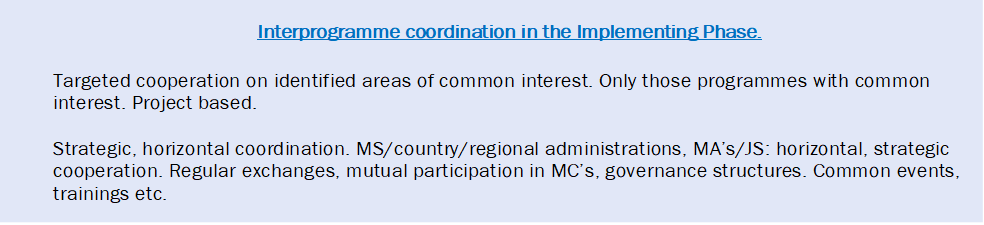 Interprogramme coordination in the Implementing Phase.
Targeted cooperation on identified areas of common interest. Only those programmes with common
interest. Project based.
Strategic, horizontal coordination. MS/country/regional administrations, MA's/JS: horizontal, strategic
cooperation. Regular exchanges, mutual participation in MC's, governance structures. Common events,
trainings etc.